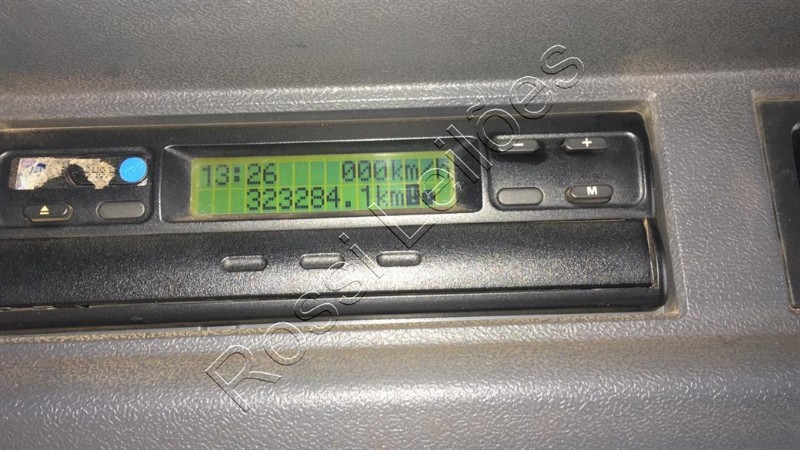 13:26 000km/h
323284.1km
- +
M
Rossi Leilões